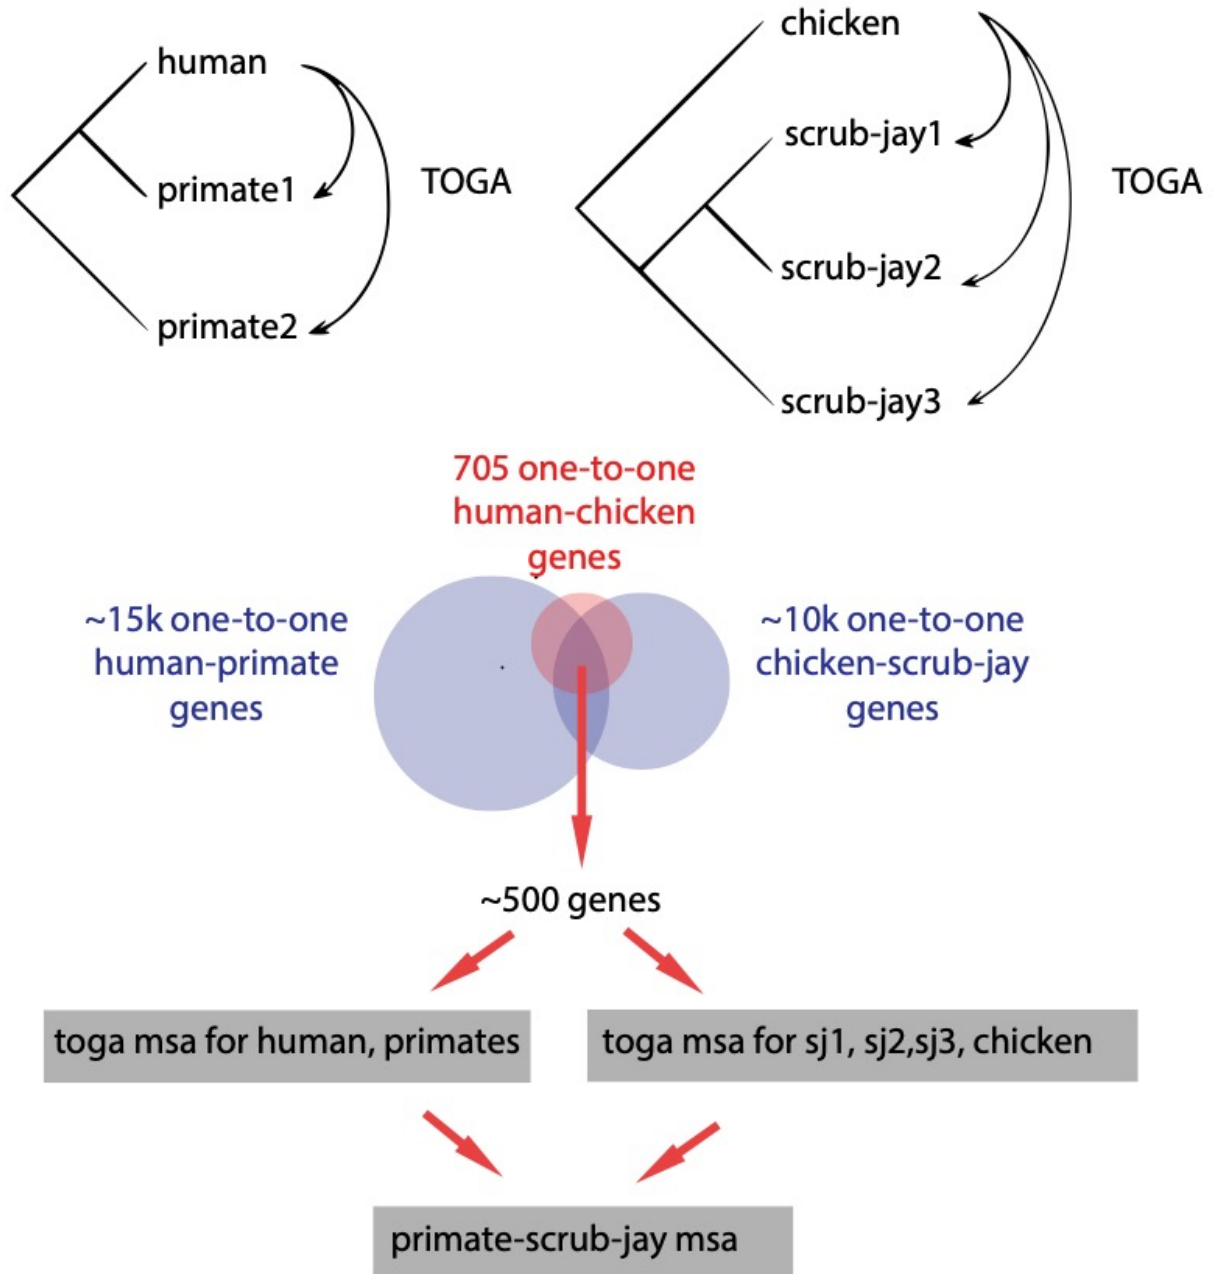 human
primate1
primate2
TOGA
chicken
scrub-jay1
scrub-jay2
scrub-jay3
TOGA
705 one-to-one
human-chicken
genes
~15k one-to-one
human-primate
genes
~10k one-to-one
chicken-scrub-jay
genes
~500 genes
toga msa for human, primates
toga msa for sj1, sj2,sj3, chicken
primate-scrub-jay msa